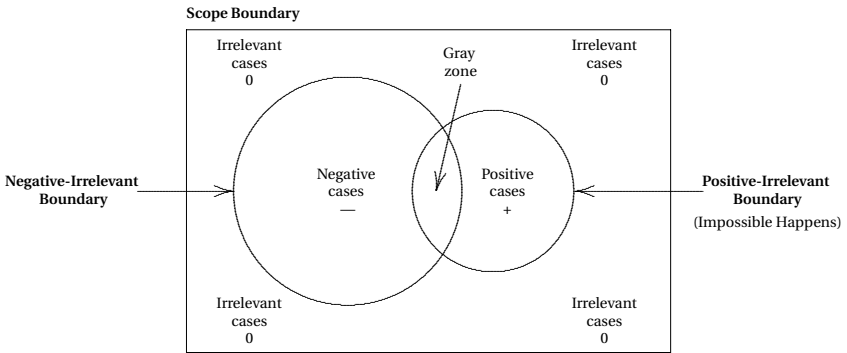 Scope Boundary
Irrelevant
cases
0
Gray
zone
Irrelevant
cases
0
Negative-Irrelevant
Boundary
Negative
cases
—
Positive
cases
+
Positive-Irrelevant
Boundary
(Impossible Happens)
Irrelevant
cases
0
Irrelevant
cases
0